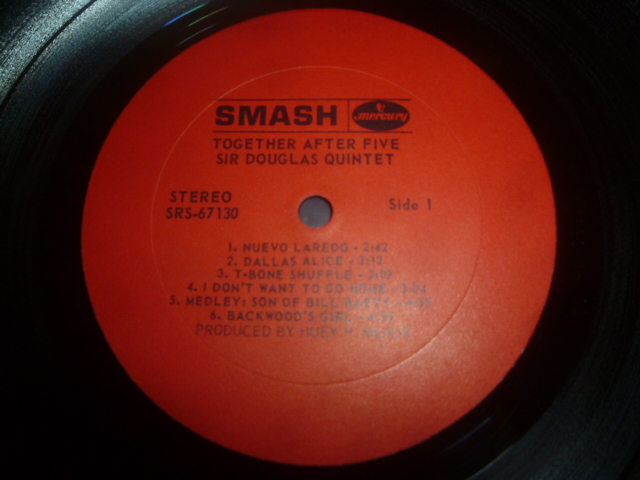 SMASH mercury
TOGETHER AFTER FIVE
SIR DOUGLAS QUINTET
STEREO
SRS-67130
Side 1
1. NUEVO LAREDO - 2:42
2. DALLAS ALICE - 3:12
3. T-BONE SHUFFLE -
4. I DON'T WANT TO GO HOME -
5. MEDLEY: SON OF BILL
6. BACKWOOD'S GIRL -
PRODUCED BY HUEY P.